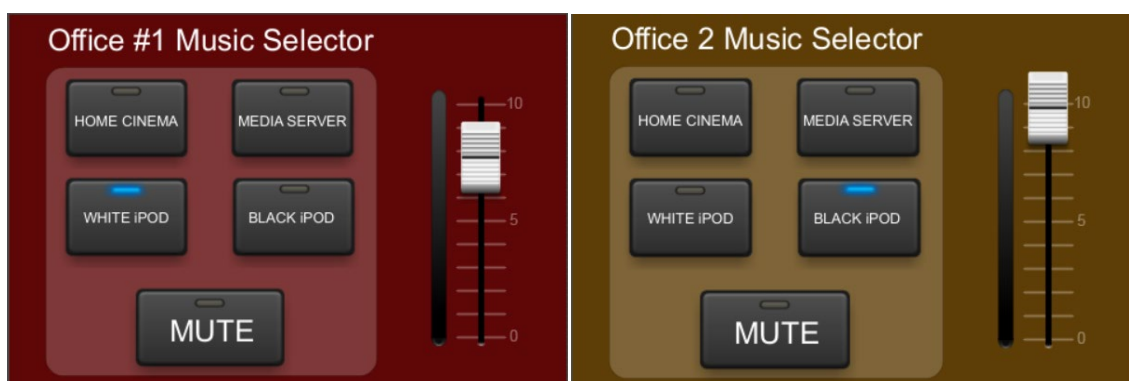 Office #1 Music Selector
HOME CINEMA
MEDIA SERVER
10
WHITE iPOD
BLACK iPOD
5
MUTE
0
Office 2 Music Selector
HOME CINEMA
MEDIA SERVER
10
WHITE iPOD
BLACK iPOD
5
MUTE
0